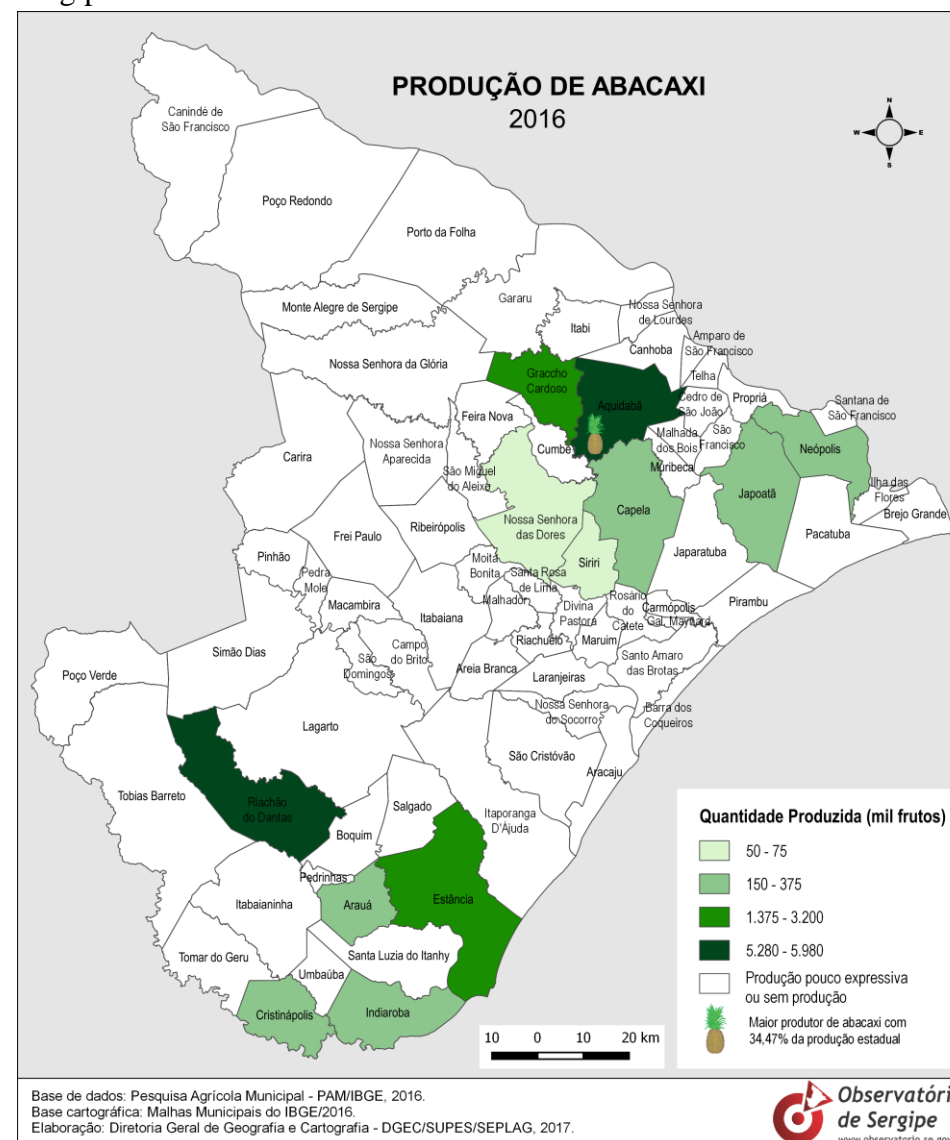 PRODUÇÃO DE ABACAXI
2016
N
W
E
S
Canindé de
São Francisco
Poço Redondo
Porto da Folha
Gararu
Monte Alegre de Sergipe
Nossa Senhora
de Lourdes
Itabi
Amparo de
São Francisco
Canhoba
Nossa Senhora da Glória
Graccho
Cardoso
Telha
Aquidabã
Cedro de
São João
Propriá
Santana de
São Francisco
Feira Nova
Malhada
dos Bois
São
Francisco
Nossa Senhora
Aparecida
Cumbe
Neópolis
Carira
São Miguel
do Aleixo
Muribeca
Ilha das
Flores
Japoatã
Brejo Grande
Capela
Nossa Senhora
das Dores
Ribeirópolis
Frei Paulo
Pacatuba
Japaratuba
Pinhão
Moita
Bonita
Siriri
Pedra
Mole
Santa Rosa
de Lima
Malhador
Rosário
do
Catete
Pirambu
Macambira
Itabaiana
Divina
Pastora
Carmópolis
Gal. Maynard
Riachuelo
Maruim
Simão Dias
Campo
do Brito
São
Domingos
Santo Amaro
das Brotas
Areia Branca
Poço Verde
Laranjeiras
Nossa Senhora
do Socorro
Barra dos
Coqueiros
Lagarto
São Cristóvão
Aracaju
Tobias Barreto
Riachão
do Dantas
Salgado
Itaporanga
D'Ajuda
Boquim
Pedrinhas
Itabaianinha
Arauá
Estância
Tomar do Geru
Santa Luzia do Itanhy
Umbaúba
Cristinápolis
Indiaroba
Quantidade Produzida (mil frutos)
50 - 75
150 - 375
1.375 - 3.200
5.280 - 5.980
Produção pouco expressiva
ou sem produção
Maior produtor de abacaxi com
34,47% da produção estadual
10 0 10 20 km
Base de dados: Pesquisa Agrícola Municipal - PAM/IBGE, 2016.
Base cartográfica: Malhas Municipais do IBGE/2016.
Elaboração: Diretoria Geral de Geografia e Cartografia - DGEC/SUPES/SEPLAG, 2017.
Observatóri
de Sergipe